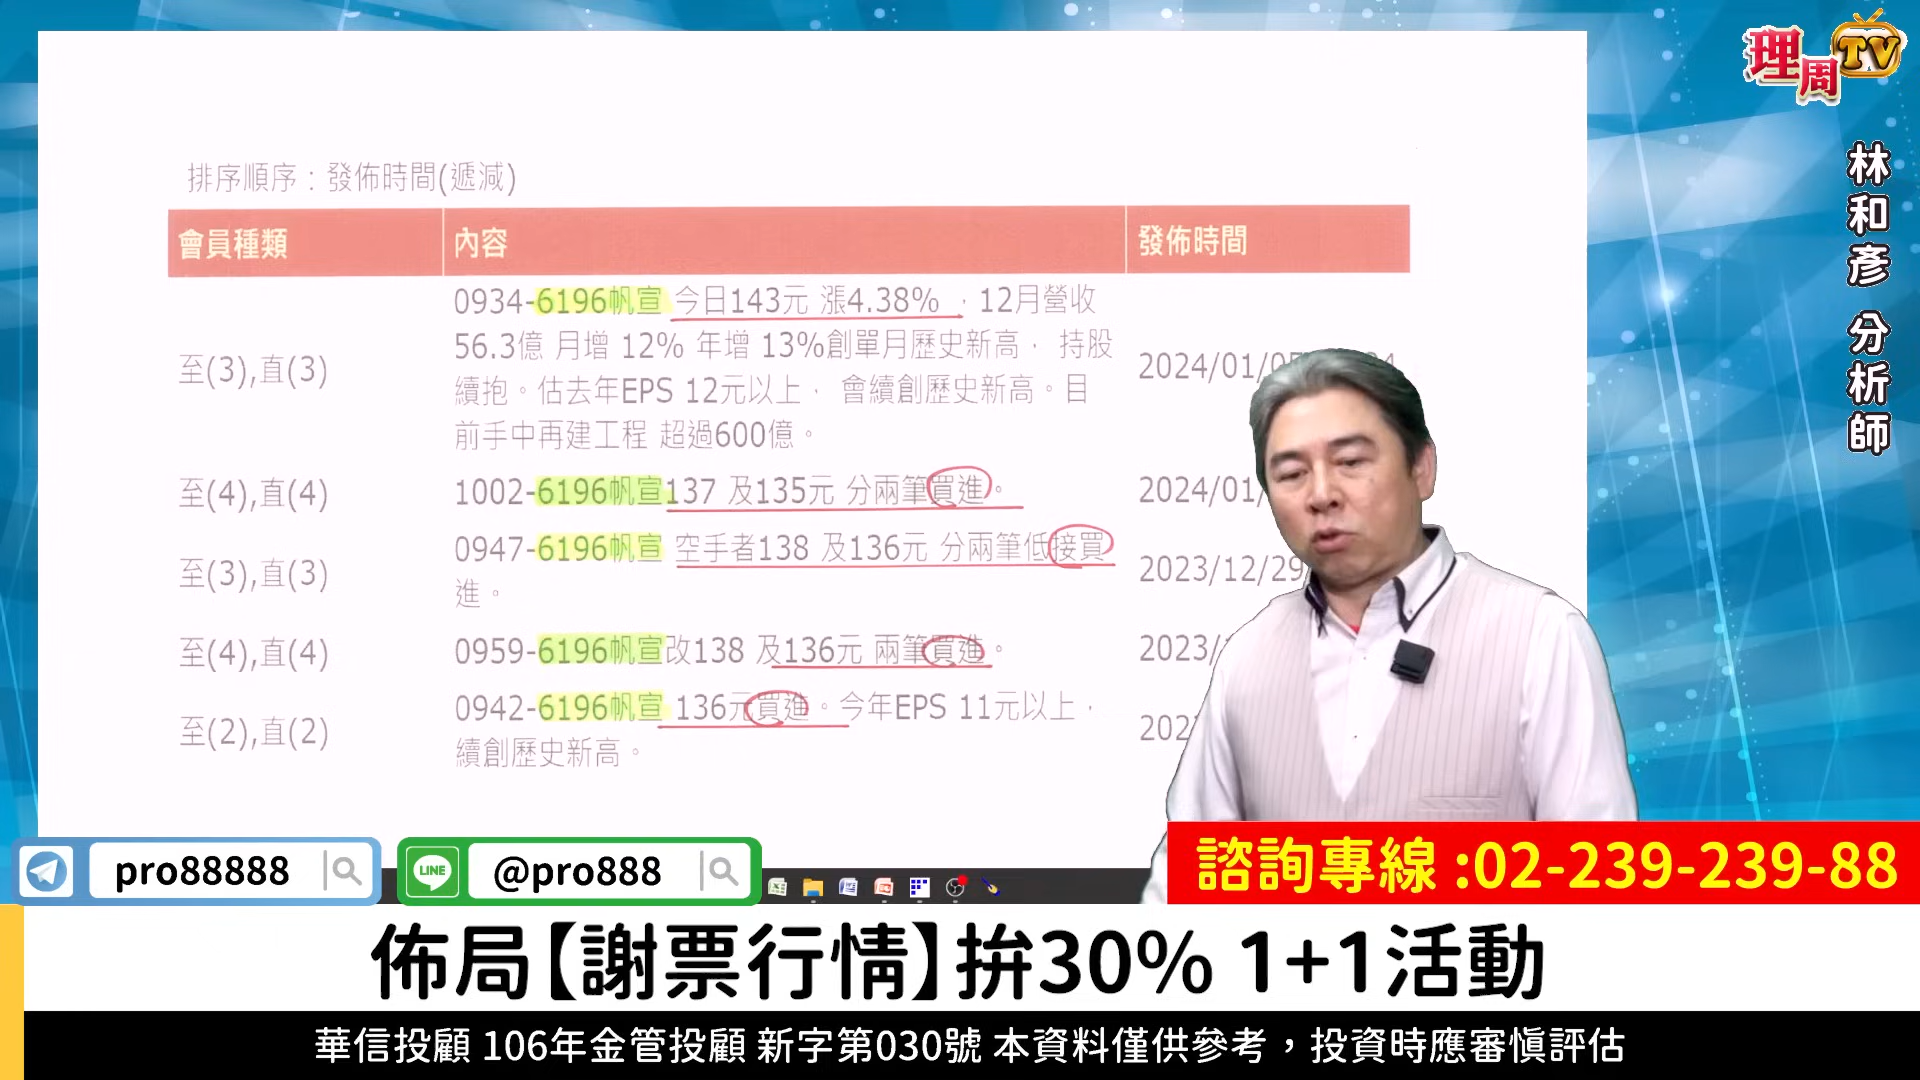 理周TV
林和彥 分析師
排序順序：發佈時間(遞減)
會員種類 內容 發佈時間
0934-6196帆宣 今日143元 漲4.38% ，12月營收
56.3億 月增 12% 年增 13%創單月歷史新高， 持股
至(3),直(3)
2024/01/05
續抱。估去年EPS 12元以上， 會續創歷史新高。目
前手中再建工程 超過600億。
至(4),直(4) 1002-6196帆宣137 及135元 分兩筆買進。 2024/01/
0947-6196帆宣 空手者138 及136元 分兩筆低接買
至(3),直(3) 2023/12/29
進。
至(4),直(4) 0959-6196帆宣改138 及136元 兩筆買進。 2023/
0942-6196帆宣 136元買進。今年EPS 11元以上，
至(2),直(2) 202
續創歷史新高。
pro88888
LINE @pro888
諮詢專線 :02-239-239-88
佈局【謝票行情】拚30% 1+1活動
華信投顧 106年金管投顧 新字第030號 本資料僅供參考，投資時應審慎評估